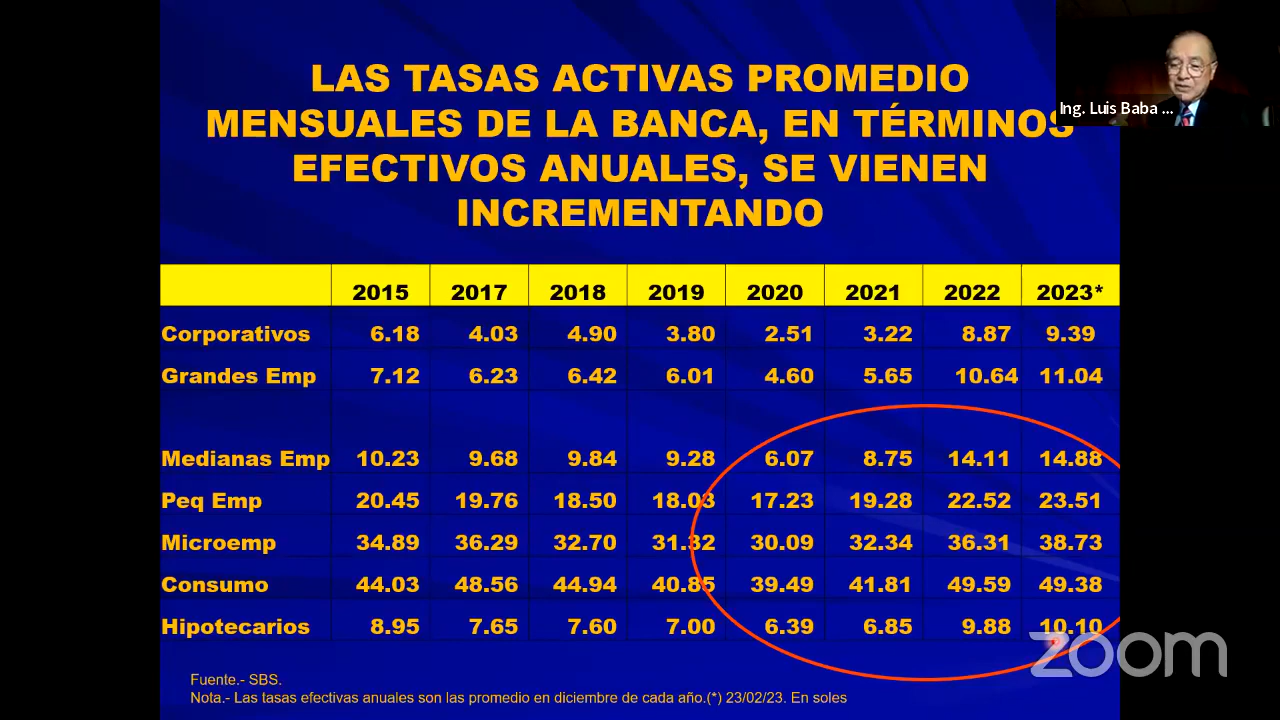 LAS TASAS ACTIVAS PROMEDIO
MENSUALES DE LA BANCA, EN TÉRMINOS
EFECTIVOS ANUALES, SE VIENEN
INCREMENTANDO
Ing. Luis Baba ...
2015 2017 2018 2019 2020 2021 2022 2023*
Corporativos 6.18 4.03 4.90 3.80 2.51 3.22 8.87 9.39
Grandes Emp 7.12 6.23 6.42 6.01 4.60 5.65 10.64 11.04
Medianas Emp 10.23 9.68 9.84 9.28 6.07 8.75 14.11 14.88
Peq Emp 20.45 19.76 18.50 18.03 17.23 19.28 22.52 23.51
Microemp 34.89 36.29 32.70 31.32 30.09 32.34 36.31 38.73
Consumo 44.03 48.56 44.94 40.85 39.49 41.81 49.59 49.38
Hipotecarios 8.95 7.65 7.60 7.00 6.39 6.85 9.88 10.10
zoom
Fuente.- SBS.
Nota.- Las tasas efectivas anuales son las promedio en diciembre de cada año.(*) 23/02/23. En soles